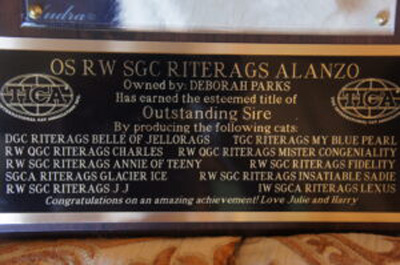 OS RW SGC RITERAGS ALANZO
Owned by: DEBORAH PARKS
Has earned the esteemed title of
Outstanding Sire
By producing the following cats:
DGC RITERAGS BELLE OF JELLORAGS TGC RITERAGS MY BLUE PEARL
RW QGC RITERAGS CHARLES RW QGC RITERAGS MISTER CONGENIALITY
RW SGC RITERAGS ANNIE OF TEENY RW SGC RITERAGS FIDELITY
SGCA RITERAGS GLACIER ICE RW SGC RITERAGS INSATIABLE SADIE
RW SGC RITERAGS J J IW SGCA RITERAGS LEXUS
Congratulations on an amazing achievement! Love Julie and Harry
TICA
TICA